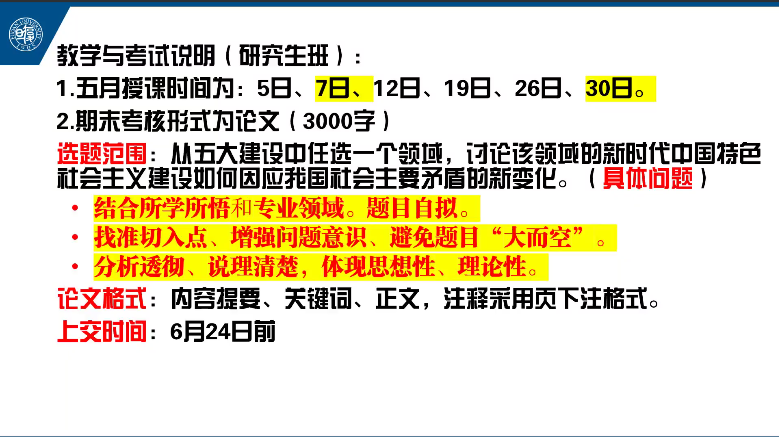 教学与考试说明（研究生班）：
1.五月授课时间为：5日、7日、12日、19日、26日、30日。
2.期末考核形式为论文（3000字）
选题范围：从五大建设中任选一个领域，讨论该领域的新时代中国特色
社会主义建设如何因应我国社会主要矛盾的新变化。（具体问题）
• 结合所学所悟和专业领域。题目自拟。
• 找准切入点、增强问题意识、避免题目“大而空”。
• 分析透彻、说理清楚，体现思想性、理论性。
论文格式：内容提要、关键词、正文，注释采用页下注格式。
上交时间：6月24日前